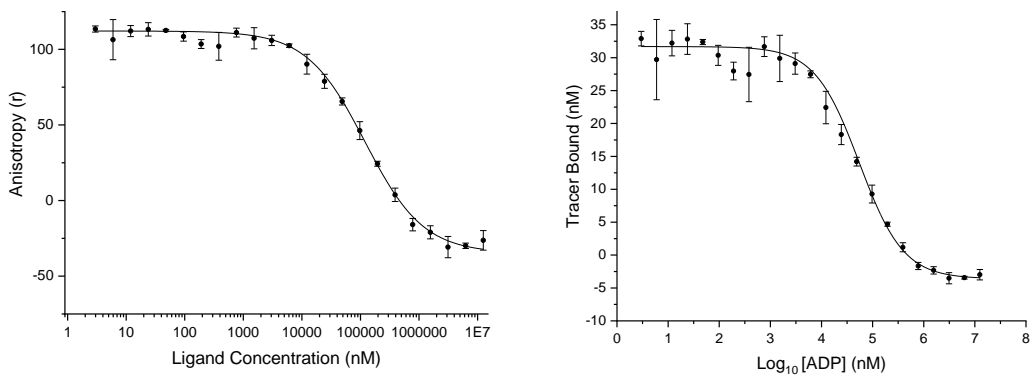 100
50
0
-50
Anisotropy (r)
1 10 100 1000 10000 100000 1000000 1E7
Ligand Concentration (nM)
35
30
25
20
15
10
5
0
-5
-10
Tracer Bound (nM)
0 1 2 3 4 5 6 7 8
Log₁₀ [ADP] (nM)